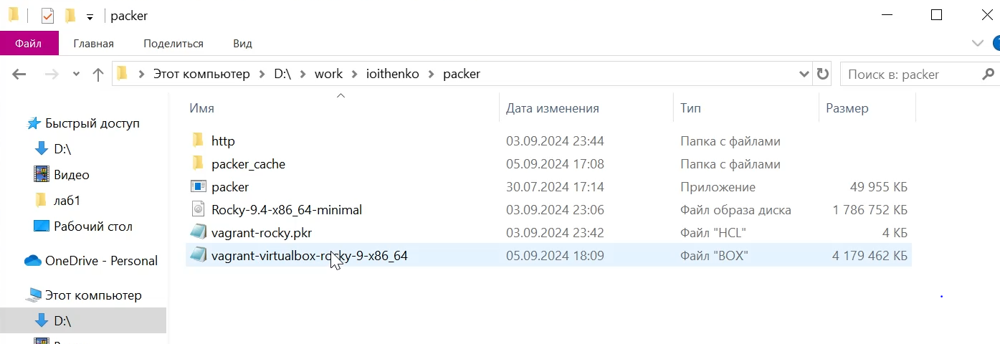 packer
Файл Главная Поделиться Вид
Этот компьютер D:\ work ioithenko packer Поиск в: packer
Имя Дата изменения Тип Размер
Быстрый доступ
D:\
Видео
лаб1
Рабочий стол
OneDrive - Personal
Этот компьютер
D:\
http 03.09.2024 23:44 Папка с файлами
packer_cache 05.09.2024 17:08 Папка с файлами
packer 30.07.2024 17:14 Приложение 49 955 КБ
Rocky-9.4-x86_64-minimal 03.09.2024 23:06 Файл образа диска 1 786 752 КБ
vagrant-rocky.pkr 03.09.2024 23:42 Файл "HCL" 4 КБ
vagrant-virtualbox-rocky-9-x86_64 05.09.2024 18:09 Файл "BOX" 4 179 462 КБ